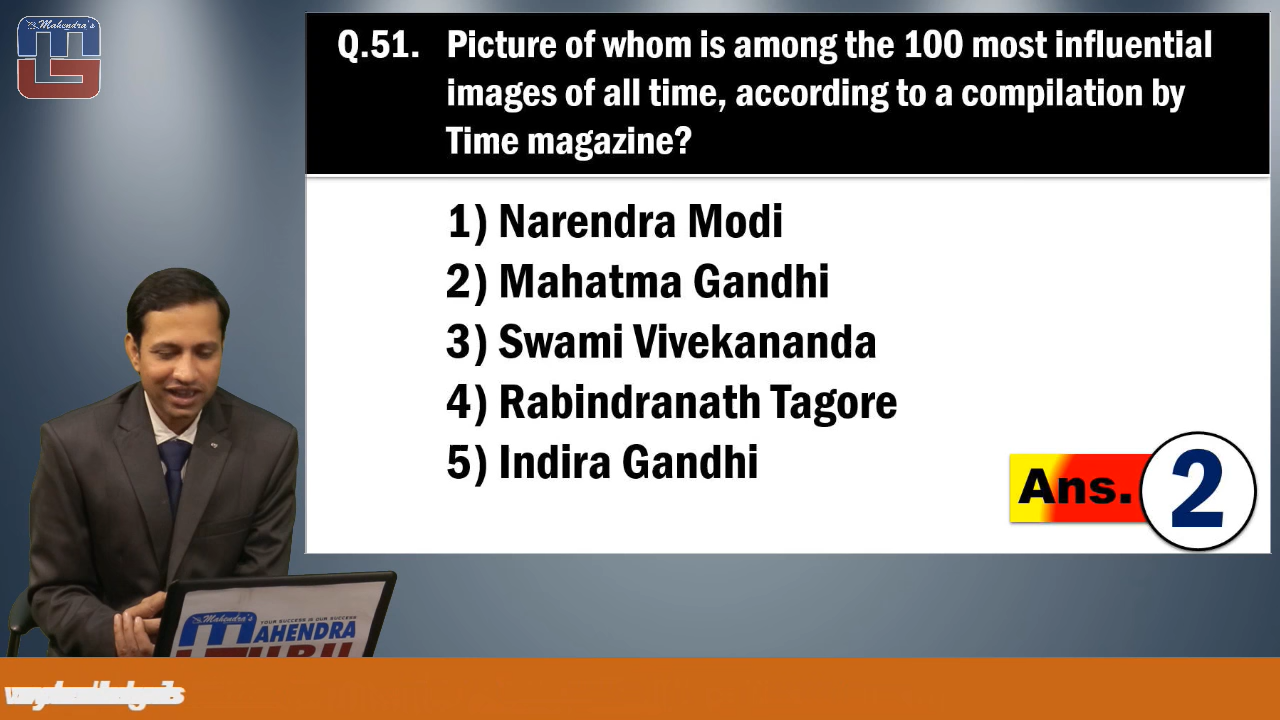 Mahendra's
Q.51. Picture of whom is among the 100 most influential
images of all time, according to a compilation by
Time magazine?
1) Narendra Modi
2) Mahatma Gandhi
3) Swami Vivekananda
4) Rabindranath Tagore
5) Indira Gandhi
Ans. 2
Mahendra's
YOUR SUCCESS IS OUR SUCCESS
MAHENDRA
GURU